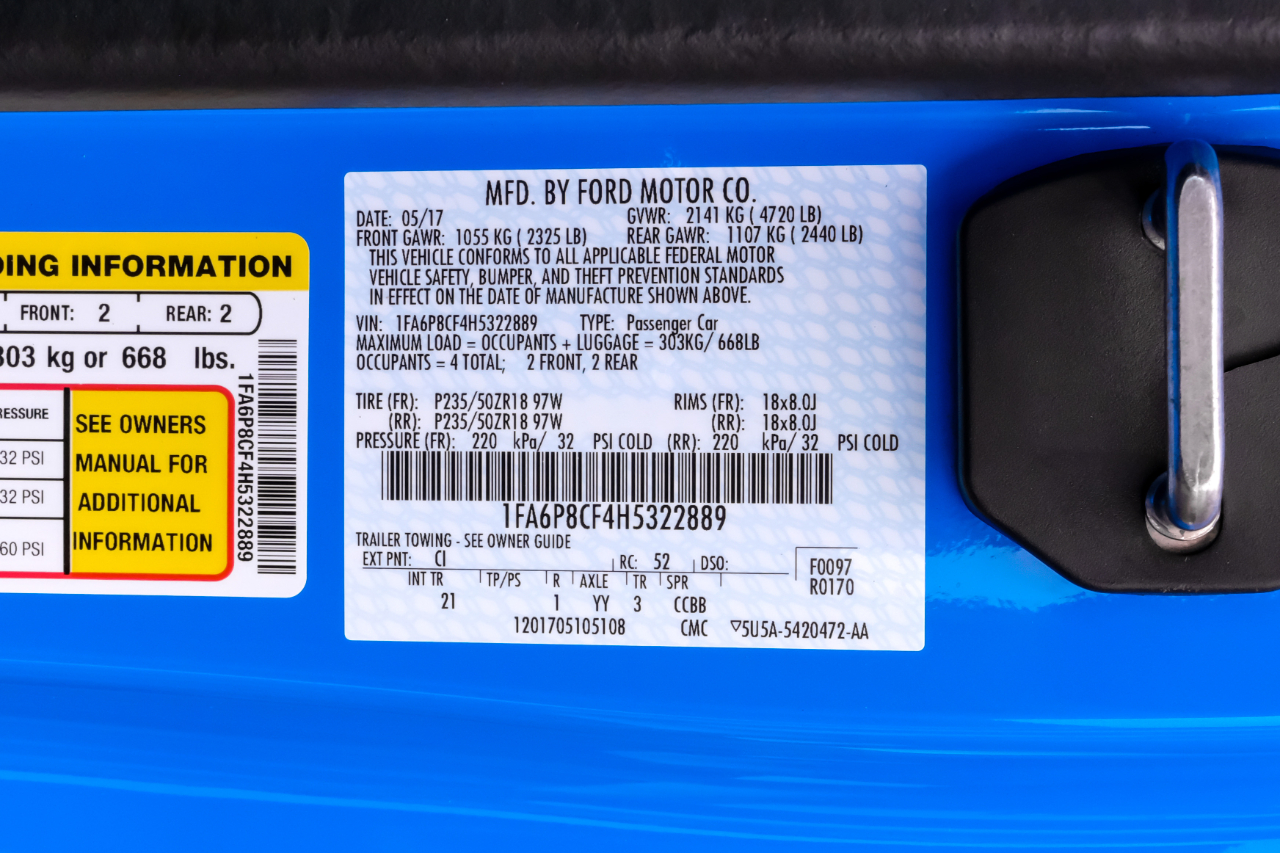 DING INFORMATION
FRONT: 2 REAR: 2
303 kg or 668 lbs.
RESSURE
32 PSI
32 PSI
60 PSI
SEE OWNERS
MANUAL FOR
ADDITIONAL
INFORMATION
1FA6P8CF4H5322889
MFD. BY FORD MOTOR CO.
DATE: 05/17 GVWR: 2141 KG ( 4720 LB)
FRONT GAWR: 1055 KG ( 2325 LB) REAR GAWR: 1107 KG ( 2440 LB)
THIS VEHICLE CONFORMS TO ALL APPLICABLE FEDERAL MOTOR
VEHICLE SAFETY, BUMPER, AND THEFT PREVENTION STANDARDS
IN EFFECT ON THE DATE OF MANUFACTURE SHOWN ABOVE.
VIN: 1FA6P8CF4H5322889 TYPE: Passenger Car
MAXIMUM LOAD = OCCUPANTS + LUGGAGE = 303KG/ 668LB
OCCUPANTS = 4 TOTAL; 2 FRONT, 2 REAR
TIRE (FR): P235/50ZR18 97W RIMS (FR): 18x8.0J
(RR): P235/50ZR18 97W (RR): 18x8.0J
PRESSURE (FR): 220 kPa/ 32 PSI COLD (RR): 220 kPa/ 32 PSI COLD
1FA6P8CF4H5322889
TRAILER TOWING - SEE OWNER GUIDE
EXT PNT: CI RC: 52 DSO: F0097
INT TR TP/PS R AXLE TR SPR R0170
21 1 YY 3 CCBB
1201705105108 CMC ▽5U5A-5420472-AA